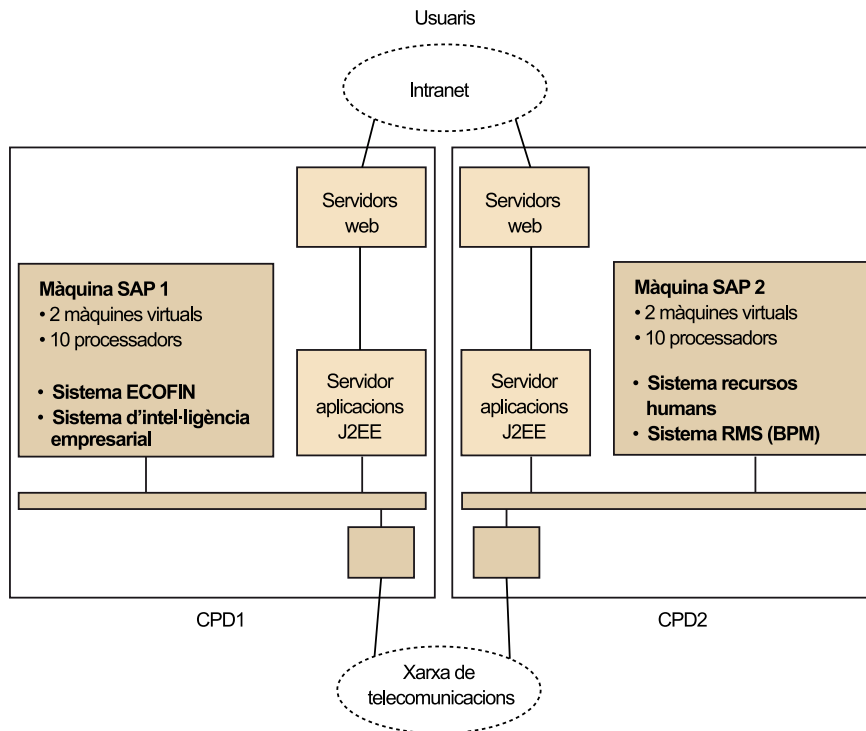 Usuaris
Intranet
Servidors
web
Servidors
web
Màquina SAP 1
• 2 màquines virtuals
• 10 processadors
• Sistema ECOFIN
• Sistema d’intel·ligència
empresarial
Servidor
aplicacions
J2EE
Servidor
aplicacions
J2EE
Màquina SAP 2
• 2 màquines virtuals
• 10 processadors
• Sistema recursos
humans
• Sistema RMS (BPM)
CPD1
CPD2
Xarxa de
telecomunicacions